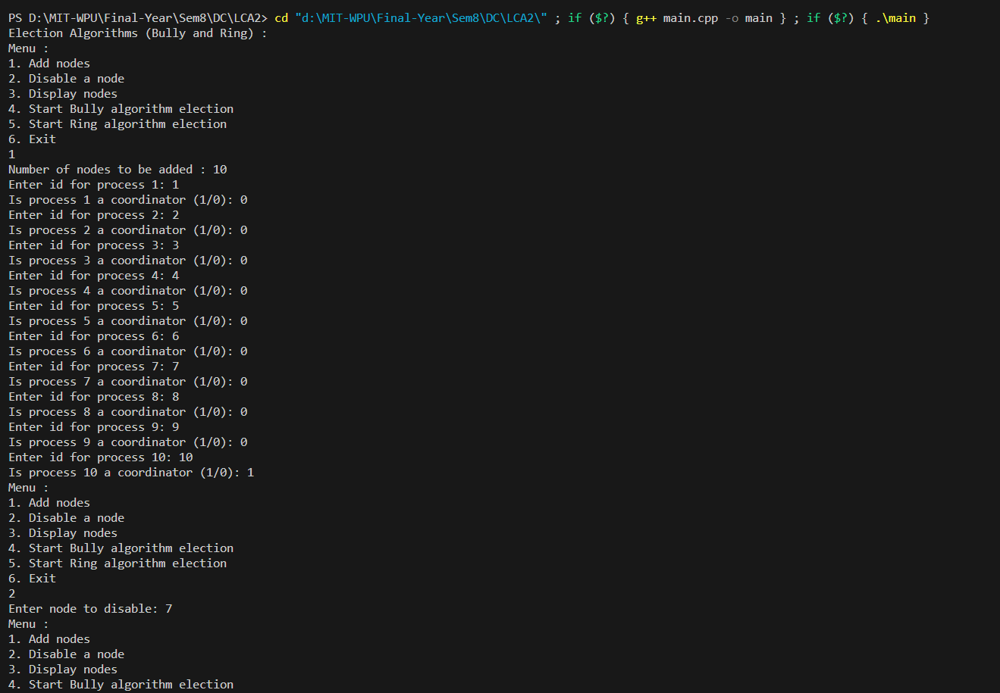 PS D:\MIT-WPU\Final-Year\Sem8\DC\LCA2> cd "d:\MIT-WPU\Final-Year\Sem8\DC\LCA2\" ; if ($?) { g++ main.cpp -o main } ; if ($?) { .\main }
Election Algorithms (Bully and Ring) :
Menu :
1. Add nodes
2. Disable a node
3. Display nodes
4. Start Bully algorithm election
5. Start Ring algorithm election
6. Exit
1
Number of nodes to be added : 10
Enter id for process 1: 1
Is process 1 a coordinator (1/0): 0
Enter id for process 2: 2
Is process 2 a coordinator (1/0): 0
Enter id for process 3: 3
Is process 3 a coordinator (1/0): 0
Enter id for process 4: 4
Is process 4 a coordinator (1/0): 0
Enter id for process 5: 5
Is process 5 a coordinator (1/0): 0
Enter id for process 6: 6
Is process 6 a coordinator (1/0): 0
Enter id for process 7: 7
Is process 7 a coordinator (1/0): 0
Enter id for process 8: 8
Is process 8 a coordinator (1/0): 0
Enter id for process 9: 9
Is process 9 a coordinator (1/0): 0
Enter id for process 10: 10
Is process 10 a coordinator (1/0): 1
Menu :
1. Add nodes
2. Disable a node
3. Display nodes
4. Start Bully algorithm election
5. Start Ring algorithm election
6. Exit
2
Enter node to disable: 7
Menu :
1. Add nodes
2. Disable a node
3. Display nodes
4. Start Bully algorithm election